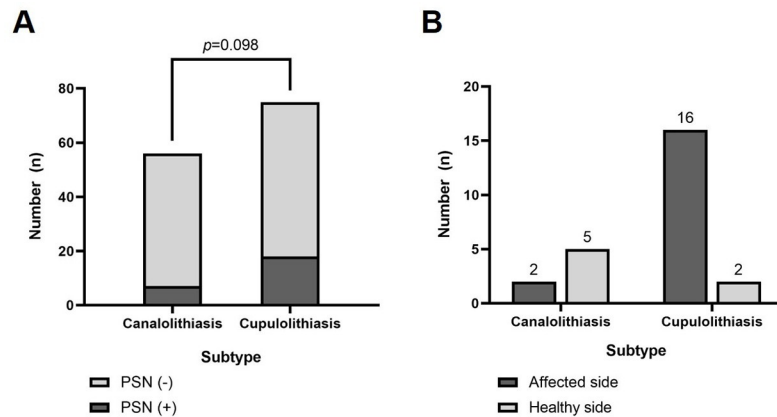 A
p=0.098
Number (n)
80
60
40
20
0
Canalolithiasis Cupulolithiasis
Subtype
PSN (-)
PSN (+)
B
Number (n)
20
15
10
5
0
2 5 16 2
Canalolithiasis Cupulolithiasis
Subtype
Affected side
Healthy side